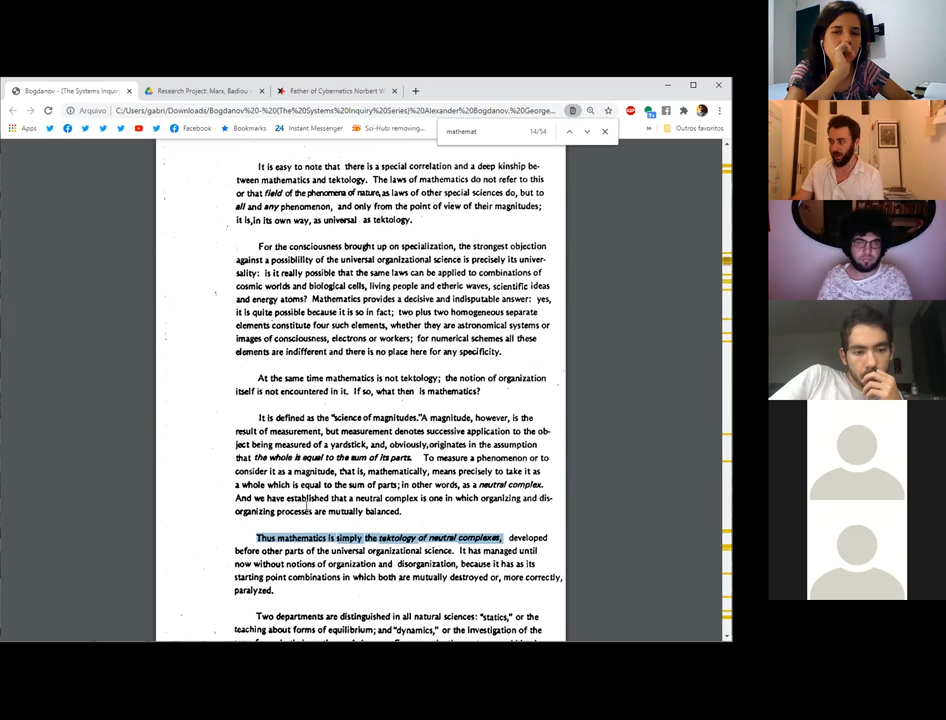 Bogdanov - (The Systems Inquir
Research Project: Marx, Badiou -
Father of Cybernetics Norbert W
Arquivo
C:/Users/gabri/Downloads/Bogdanov%20-%20(The%20Systems%20Inquiry%20Series)%20Alexander%20Bogdanov.%20George...
Apps
Facebook
Bookmarks
24
Instant Messenger
Sci-Hub: removing...
mathemat
14/54
»
Outros favoritos
It is easy to note that there is a special correlation and a deep kinship be-
tween mathematics and tektology. The laws of mathematics do not refer to this
or that field of the phenomena of nature, as laws of other special sciences do, but to
all and any phenomenon, and only from the point of view of their magnitudes;
it is, in its own way, as universal as tektology.
For the consciousness brought up on specialization, the strongest objection
against a possiblility of the universal organizational science is precisely its univer-
sality: is it really possible that the same laws can be applied to combinations of
cosmic worlds and biological cells, living people and etheric waves, scientific ideas
and energy atoms? Mathematics provides a decisive and indisputable answer: yes,
it is quite possible because it is so in fact; two plus two homogeneous separate
elements constitute four such elements, whether they are astronomical systems or
images of consciousness, electrons or workers; for numerical schemes all these
elements are indifferent and there is no place here for any specificity.
At the same time mathematics is not tektology; the notion of organization
itself is not encountered in it. If so, what then is mathematics?
It is defined as the "science of magnitudes." A magnitude, however, is the
result of measurement, but measurement denotes successive application to the ob-
ject being measured of a yardstick, and, obviously, originates in the assumption
that the whole is equal to the sum of its parts. To measure a phenomenon or to
consider it as a magnitude, that is, mathematically, means precisely to take it as
a whole which is equal to the sum of parts; in other words, as a neutral complex.
And we have established that a neutral complex is one in which organizing and dis-
organizing processes are mutually balanced.
Thus mathematics is simply the tektology of neutral complexes, developed
before other parts of the universal organizational science. It has managed until
now without notions of organization and disorganization, because it has as its
starting point combinations in which both are mutually destroyed or, more correctly,
paralyzed.
Two departments are distinguished in all natural sciences: "statics," or the
teaching about forms of equilibrium; and "dynamics," or the investigation of the